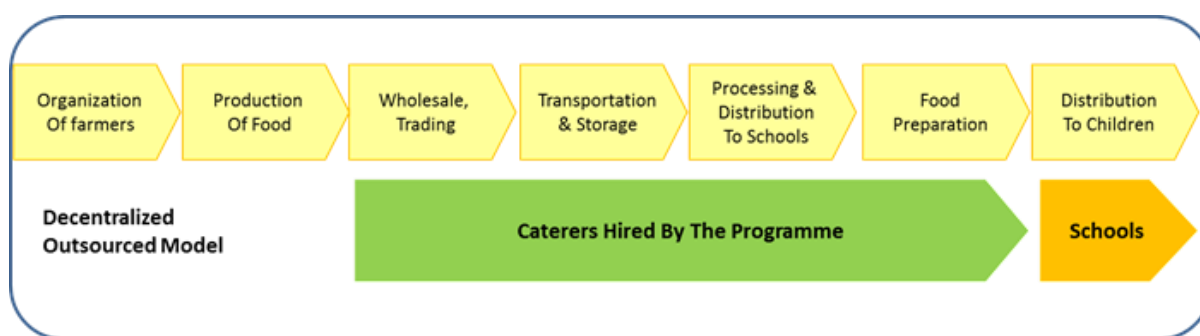 Organization
Of farmers
Production
Of Food
Wholesale,
Trading
Transportation
& Storage
Processing &
Distribution
To Schools
Food
Preparation
Distribution
To Children
Decentralized
Outsourced Model
Caterers Hired By The Programme
Schools